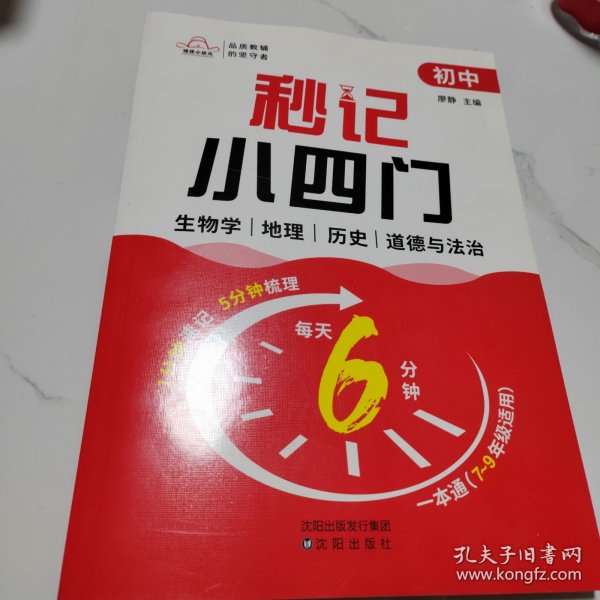 品质教辅
的坚守者
初中
廖静 主编
秒记
小四门
生物学|地理|历史|道德与法治
速记 5分钟梳理
每天
6
分钟
一本通(7~9年级适用)
沈阳出版发行集团
沈阳出版社
孔夫子旧书网
www.kongfz.com